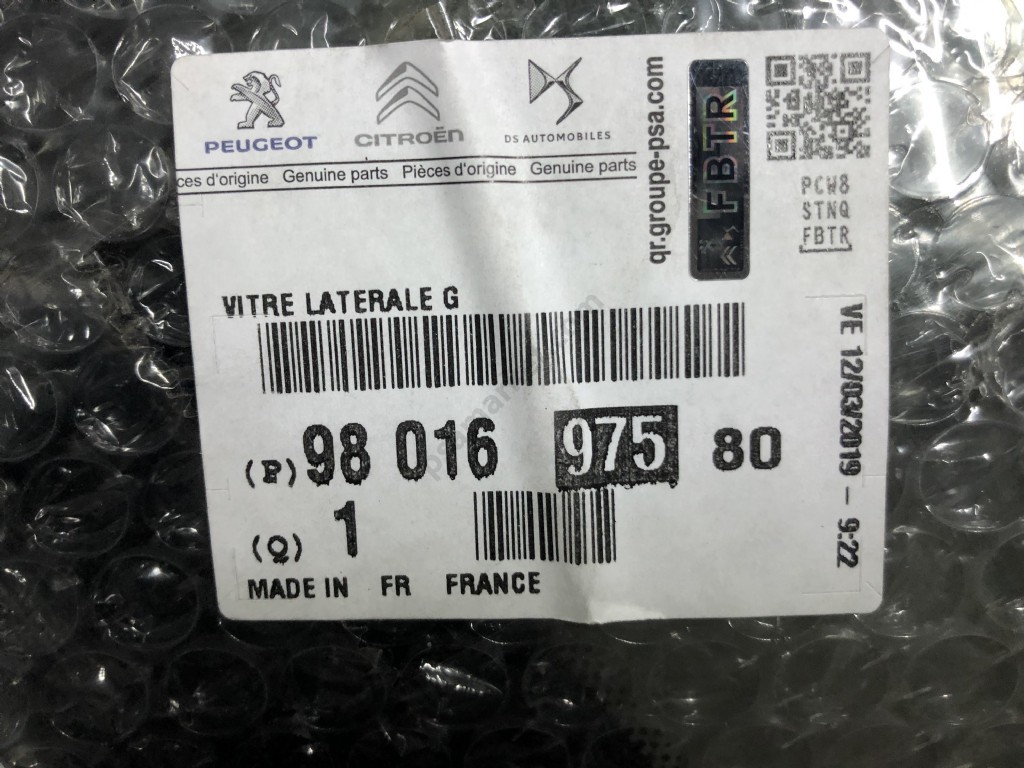 PEUGEOT CITROËN DS AUTOMOBILES
ces d'origine Genuine parts Pièces d'origine Genuine parts
qr.groupe-psa.com
FBTR
PCW8
STNQ
FBTR
VITRE LATERALE G
(P) 98 016 975 80
(Q) 1
MADE IN FR FRANCE
VE 12/03/2019 - 9:22